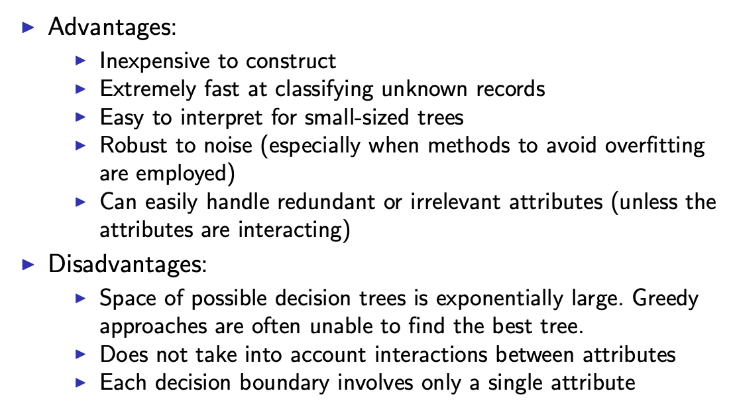 Advantages:
Inexpensive to construct
Extremely fast at classifying unknown records
Easy to interpret for small-sized trees
Robust to noise (especially when methods to avoid overfitting
are employed)
Can easily handle redundant or irrelevant attributes (unless the
attributes are interacting)
Disadvantages:
Space of possible decision trees is exponentially large. Greedy
approaches are often unable to find the best tree.
Does not take into account interactions between attributes
Each decision boundary involves only a single attribute